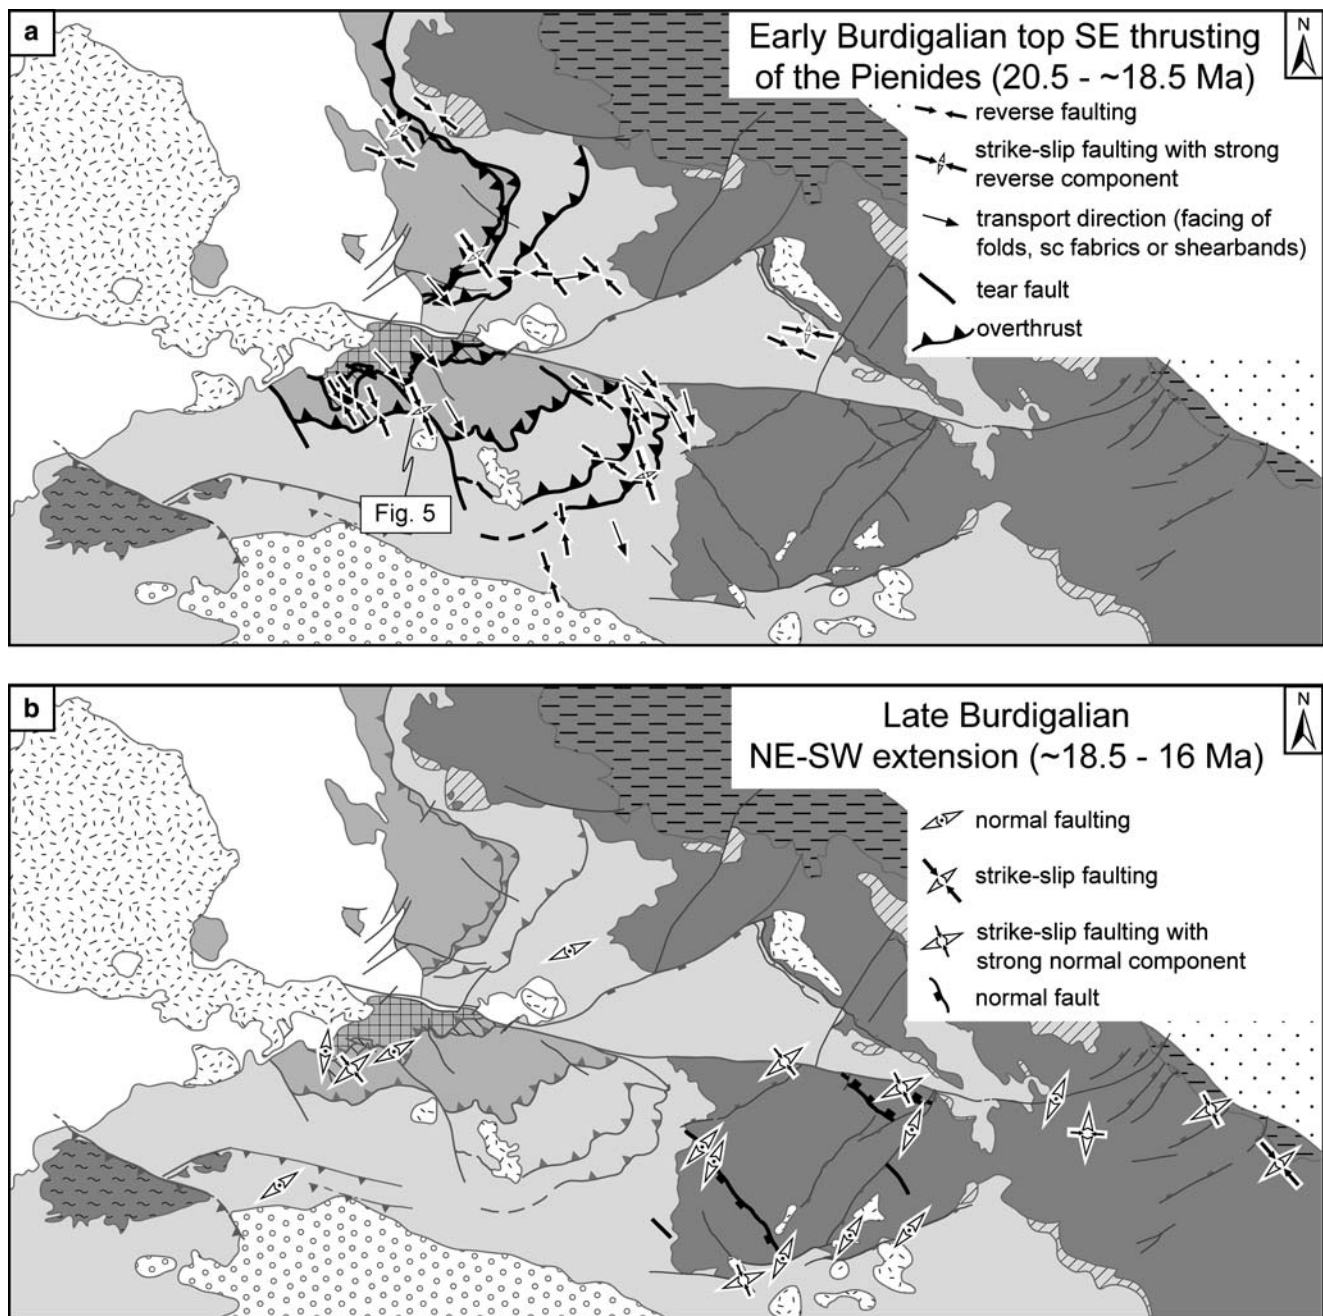 a
Early Burdigalian top SE thrusting
of the Pienides (20.5 - ~18.5 Ma)
N
reverse faulting
strike-slip faulting with strong
reverse component
transport direction (facing of
folds, sc fabrics or shearbands)
tear fault
overthrust
Fig. 5
b
Late Burdigalian
NE-SW extension (~18.5 - 16 Ma)
N
normal faulting
strike-slip faulting
strike-slip faulting with
strong normal component
normal fault